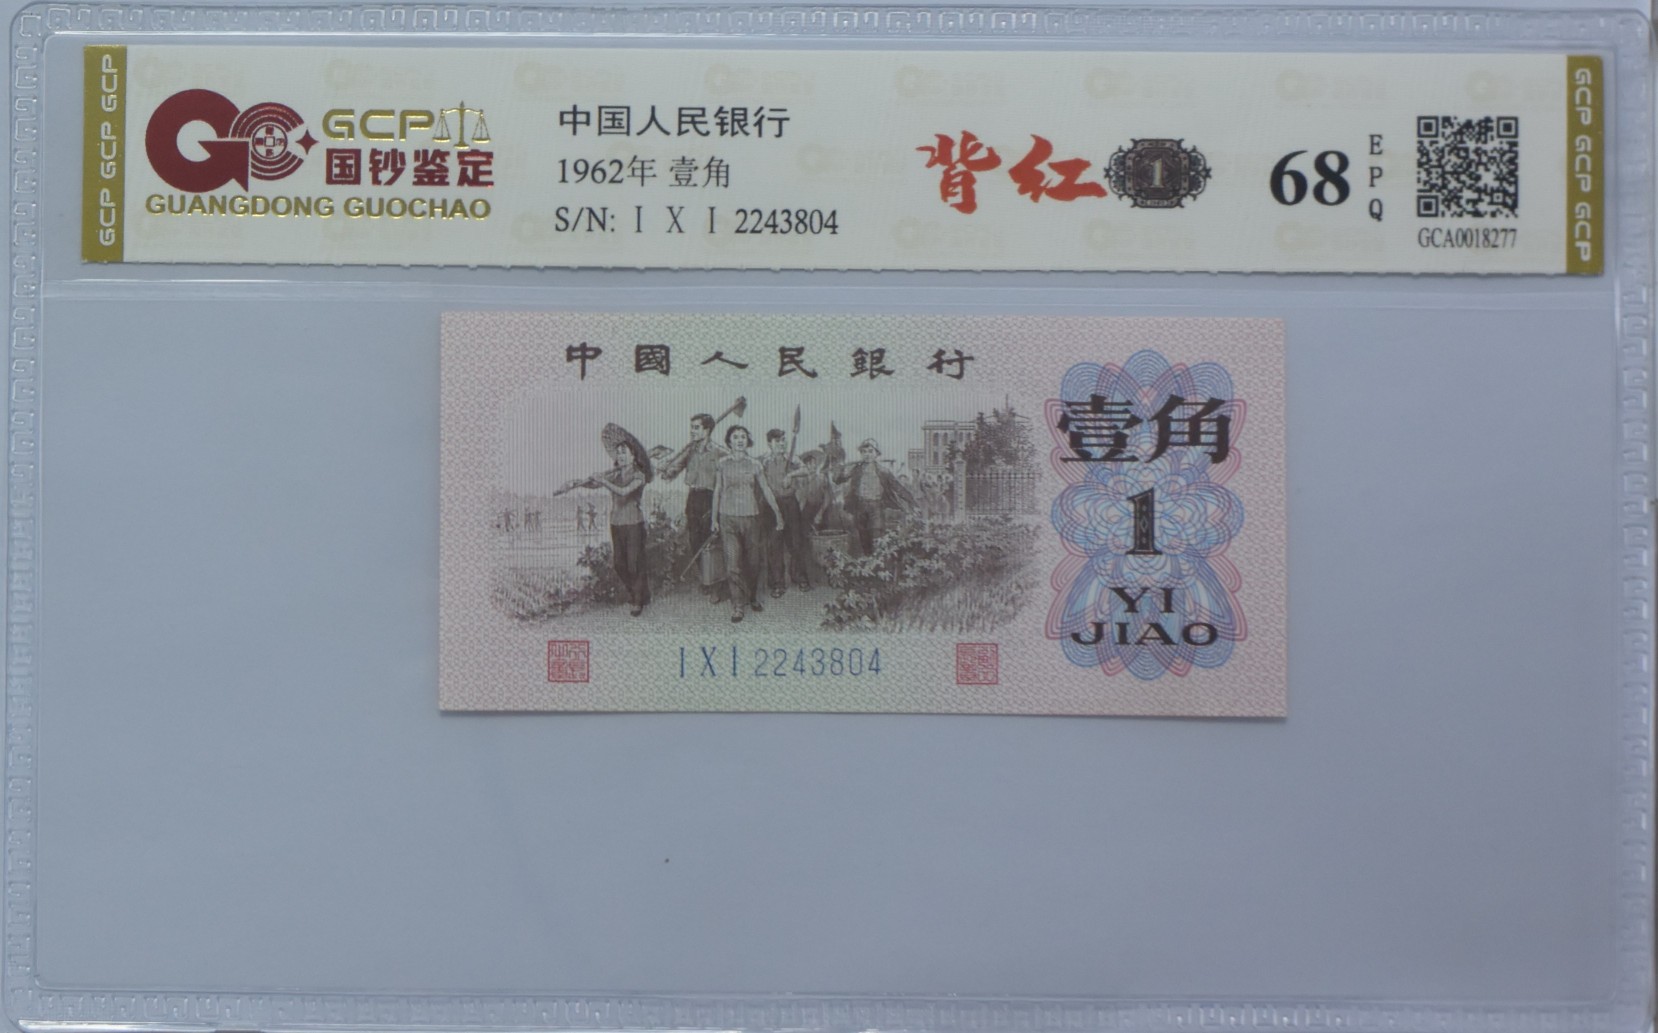 GCP GCP GCP
GCP
国钞鉴定
GUANGDONG GUOCHAO
中国人民银行
1962年 壹角
S/N: I X I 2243804
背红 1
68
EPQ
GCA0018277
GCP GCP GCP
中國人民銀行
壹角
1
YI
JIAO
I X I 2243804